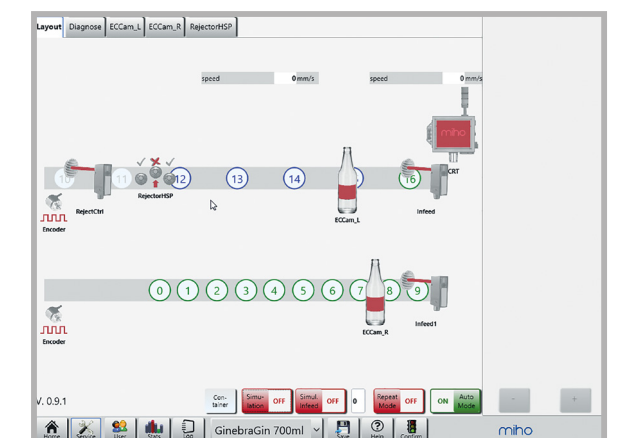 Layout Diagnose ECCam_L ECCam_R RejectorHSP
speed 0 mm/s speed 0 mm/s
miho
CRT
10 11 12 13 14 16
RejectCtrl RejectorHSP ECCam_L Infeed
Encoder
0 1 2 3 4 5 6 7 8 9
Encoder ECCam_R Infeed1
V. 0.9.1
Con-tainer Simu-lation OFF Simul. Infeed OFF 0 Repeat Mode OFF ON Auto Mode - +
Home Service User Stats Log GinebraGin 700ml Save Help Confirm miho